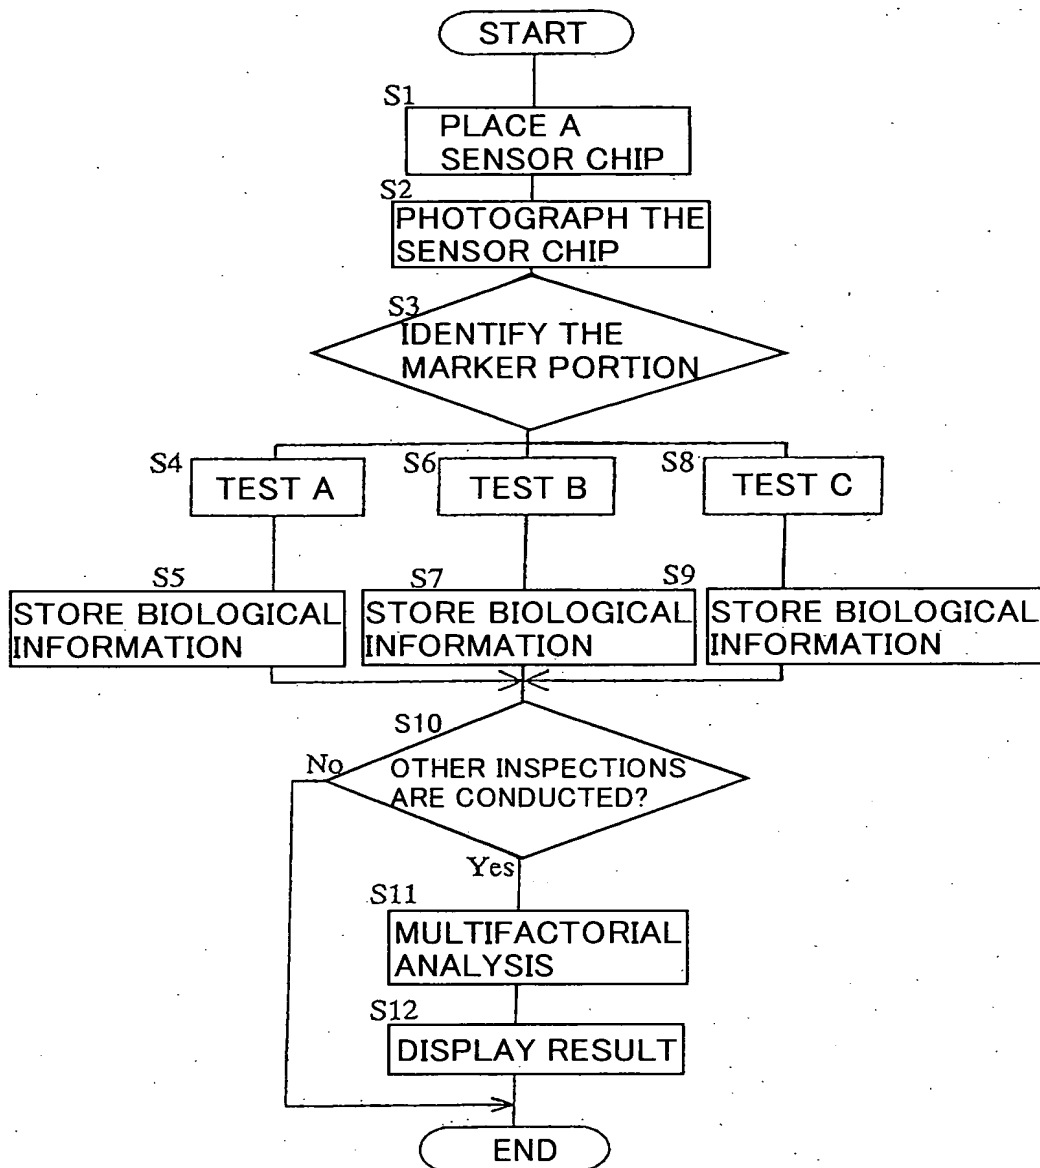 START
S1
PLACE A
SENSOR CHIP
S2
PHOTOGRAPH THE
SENSOR CHIP
S3
IDENTIFY THE
MARKER PORTION
S4
TEST A
S6
TEST B
S8
TEST C
S5
STORE BIOLOGICAL
INFORMATION
S7
STORE BIOLOGICAL
INFORMATION
S9
STORE BIOLOGICAL
INFORMATION
S10
OTHER INSPECTIONS
ARE CONDUCTED?
No
Yes
S11
MULTIFACTORIAL
ANALYSIS
S12
DISPLAY RESULT
END